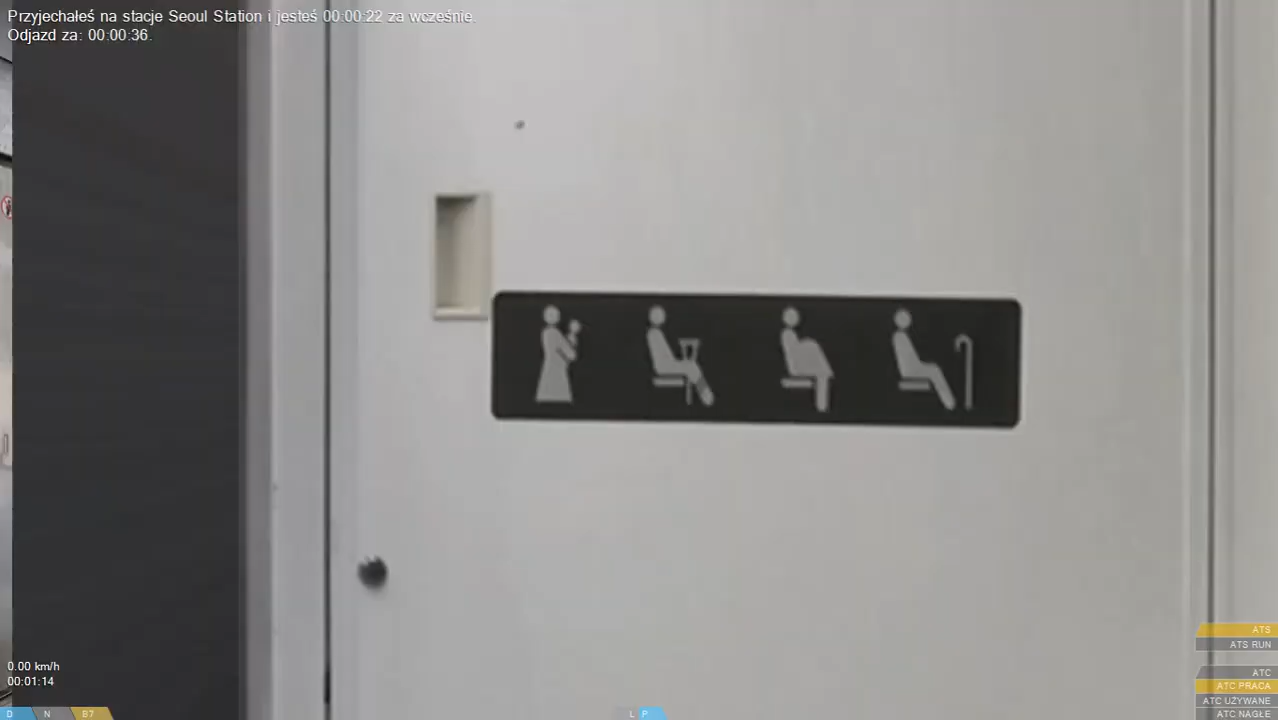 Przyjechałeś na stacje Seoul Station i jesteś 00:00:22 za wcześnie.
Odjazd za: 00:00:36.
ATS
ATS RUN
0.00 km/h
00:01:14
ATC
ATC PRACA
ATC UŻYWANE
ATC NAGŁE
D N B7 L P